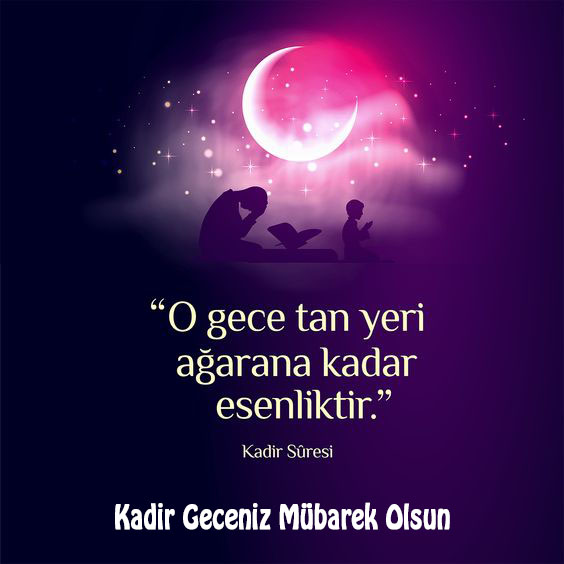 “O gece tan yeri
ağarana kadar
esenliktir.”
Kadir Sûresi
Kadir Geceniz Mübarek Olsun